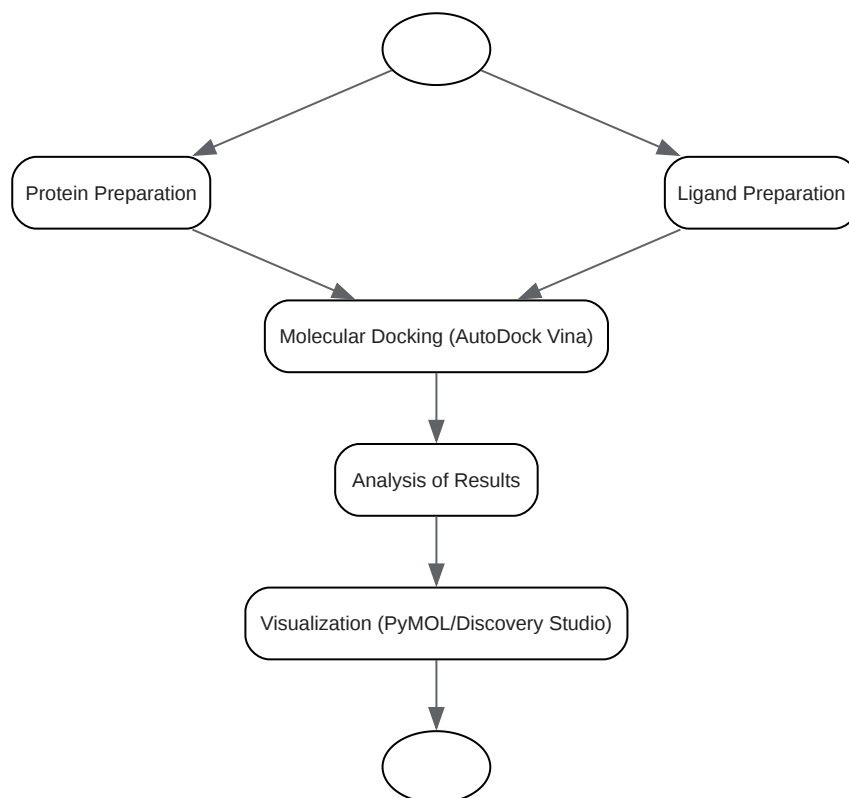 Protein Preparation
Ligand Preparation
Molecular Docking (AutoDock Vina)
Analysis of Results
Visualization (PyMOL/Discovery Studio)